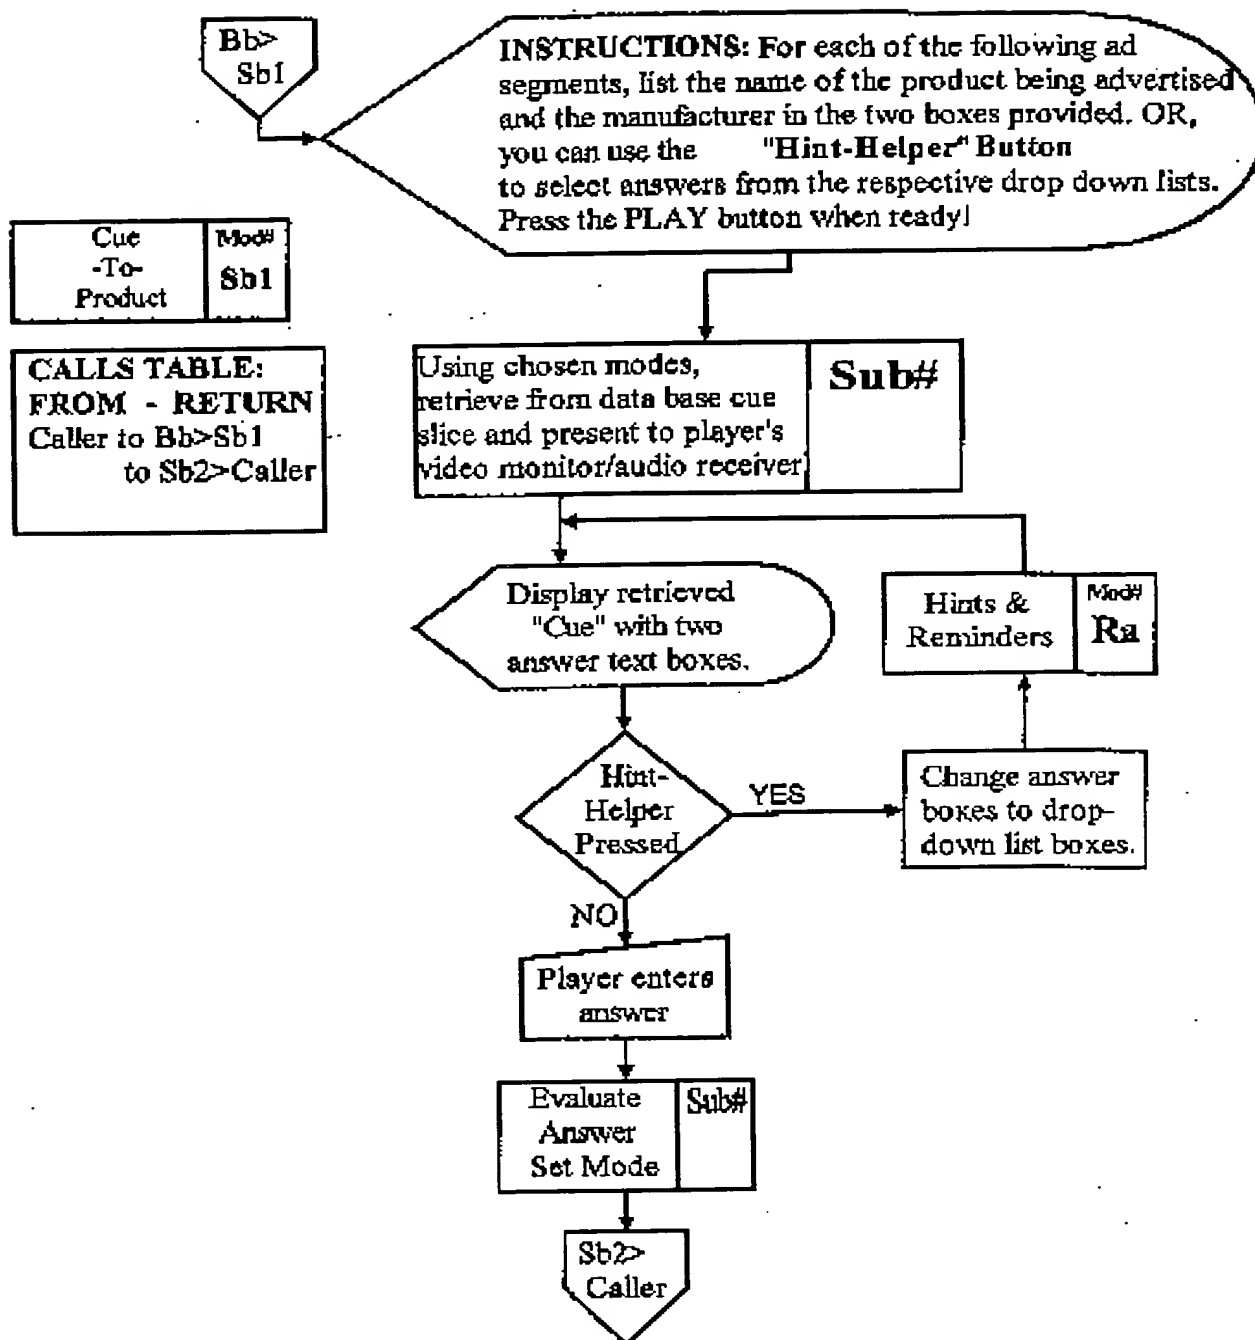 Bb>
Sb1
INSTRUCTIONS: For each of the following ad
segments, list the name of the product being advertised
and the manufacturer in the two boxes provided. OR,
you can use the "Hint-Helper" Button
to select answers from the respective drop down lists.
Press the PLAY button when ready!
Cue
-To-
Product
Mod#
Sb1
CALLS TABLE:
FROM - RETURN
Caller to Bb>Sb1
to Sb2>Caller
Using chosen modes,
retrieve from data base cue
slice and present to player's
video monitor/audio receiver
Sub#
Display retrieved
"Cue" with two
answer text boxes.
Hints &
Reminders
Mod#
Ra
Hint-
Helper
Pressed
YES
Change answer
boxes to drop-
down list boxes.
NO
Player enters
answer
Evaluate
Answer
Set Mode
Sub#
Sb2>
Caller